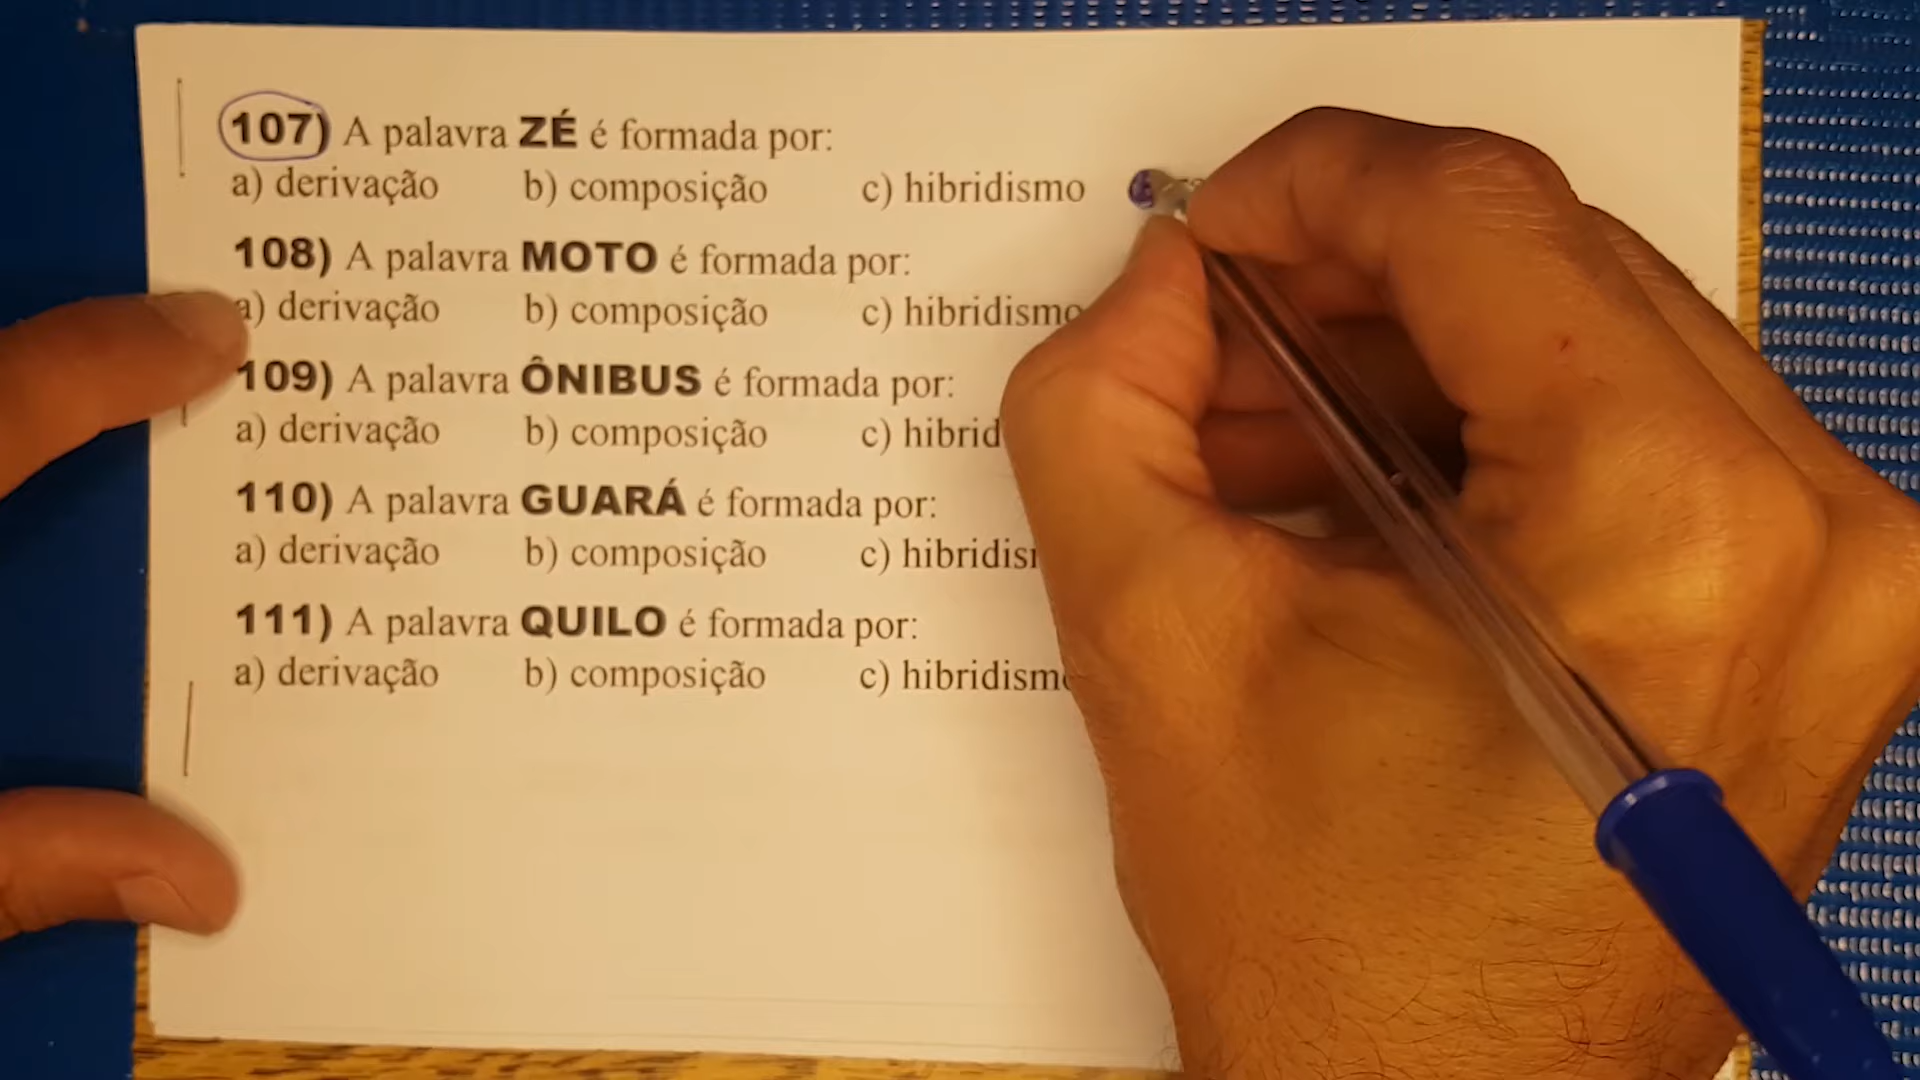 107) A palavra ZÉ é formada por:
a) derivação b) composição c) hibridismo
108) A palavra MOTO é formada por:
a) derivação b) composição c) hibridismo
109) A palavra ÔNIBUS é formada por:
a) derivação b) composição c) hibrid
110) A palavra GUARÁ é formada por:
a) derivação b) composição c) hibridis
111) A palavra QUILO é formada por:
a) derivação b) composição c) hibridismo